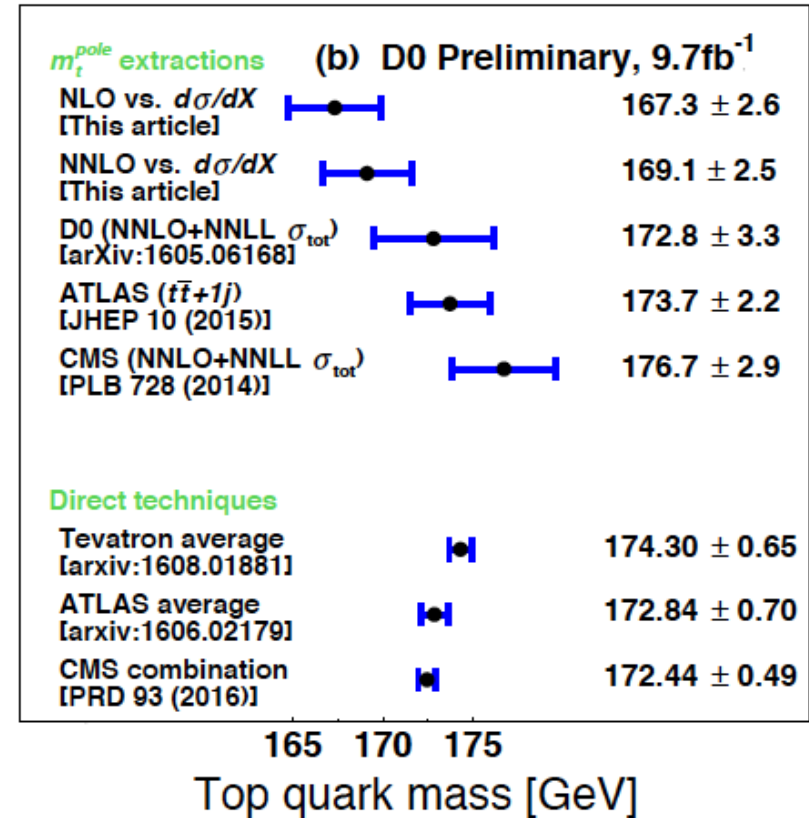 (b) D0 Preliminary, 9.7fb⁻¹
mₜᵖᵒˡᵉ extractions
NLO vs. dσ/dX 167.3 ± 2.6
[This article]
NNLO vs. dσ/dX 169.1 ± 2.5
[This article]
D0 (NNLO+NNLL σtot) 172.8 ± 3.3
[arXiv:1605.06168]
ATLAS (tt̅+1j) 173.7 ± 2.2
[JHEP 10 (2015)]
CMS (NNLO+NNLL σtot) 176.7 ± 2.9
[PLB 728 (2014)]
Direct techniques
Tevatron average 174.30 ± 0.65
[arxiv:1608.01881]
ATLAS average 172.84 ± 0.70
[arxiv:1606.02179]
CMS combination 172.44 ± 0.49
[PRD 93 (2016)]
165 170 175
Top quark mass [GeV]